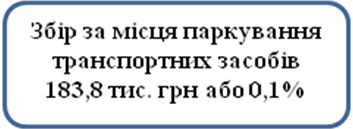 Збір за місця паркування
транспортних засобів
183,8 тис. грн або 0,1%